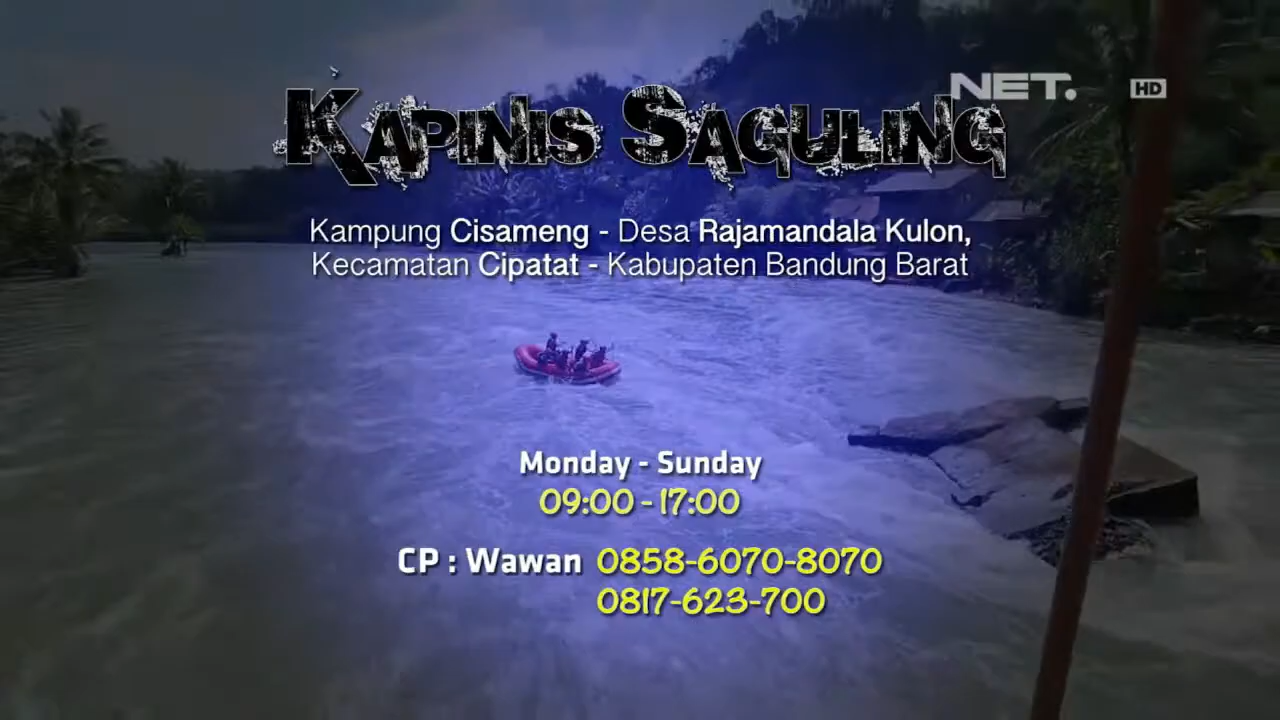 NET. HD
KAPINIS SAGULING
Kampung Cisameng - Desa Rajamandala Kulon,
Kecamatan Cipatat - Kabupaten Bandung Barat
Monday - Sunday
09:00 - 17:00
CP : Wawan 0858-6070-8070
0817-623-700